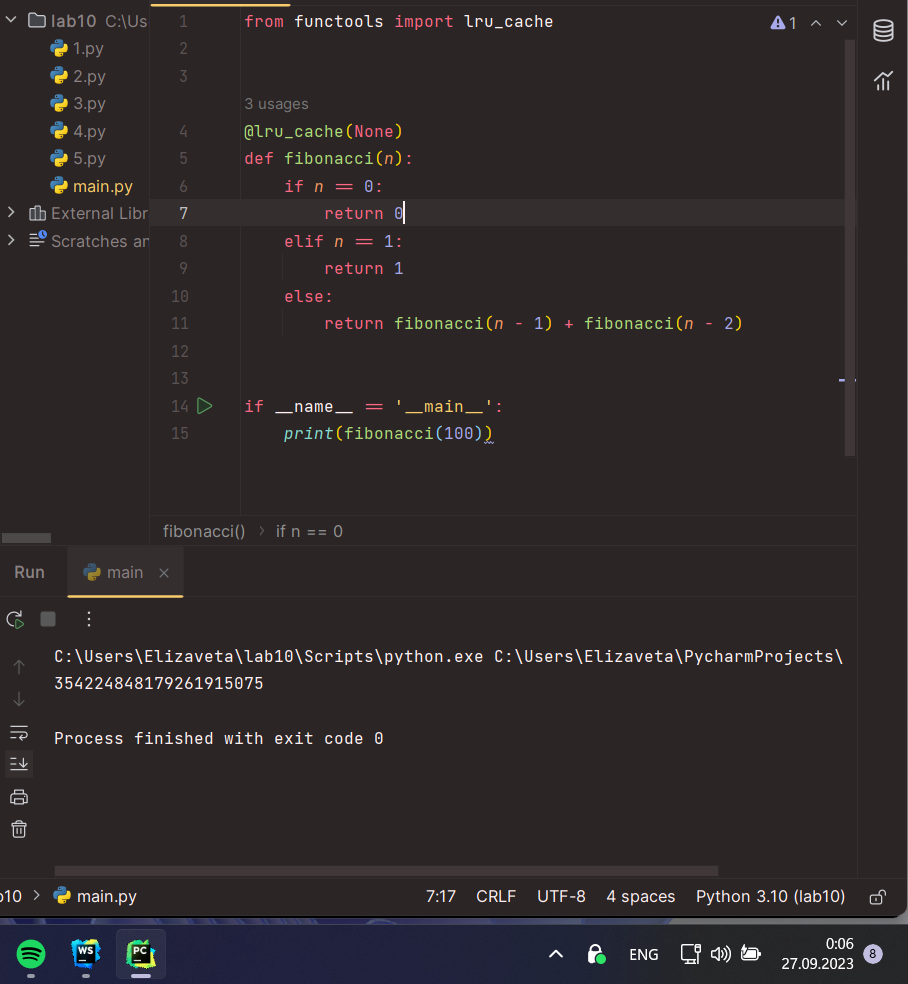 lab10 C:\Us
1.py
2.py
3.py
4.py
5.py
main.py
External Libr
Scratches an
1 from functools import lru_cache
2
3
3 usages
4 @lru_cache(None)
5 def fibonacci(n):
6 if n == 0:
7 return 0
8 elif n == 1:
9 return 1
10 else:
11 return fibonacci(n - 1) + fibonacci(n - 2)
12
13
14 if __name__ == '__main__':
15 print(fibonacci(100))
1
fibonacci() > if n == 0
Run main ×
C:\Users\Elizaveta\lab10\Scripts\python.exe C:\Users\Elizaveta\PycharmProjects\
354224848179261915075
Process finished with exit code 0
b10 > main.py 7:17 CRLF UTF-8 4 spaces Python 3.10 (lab10)
WS PC ENG 0:06 8
27.09.2023